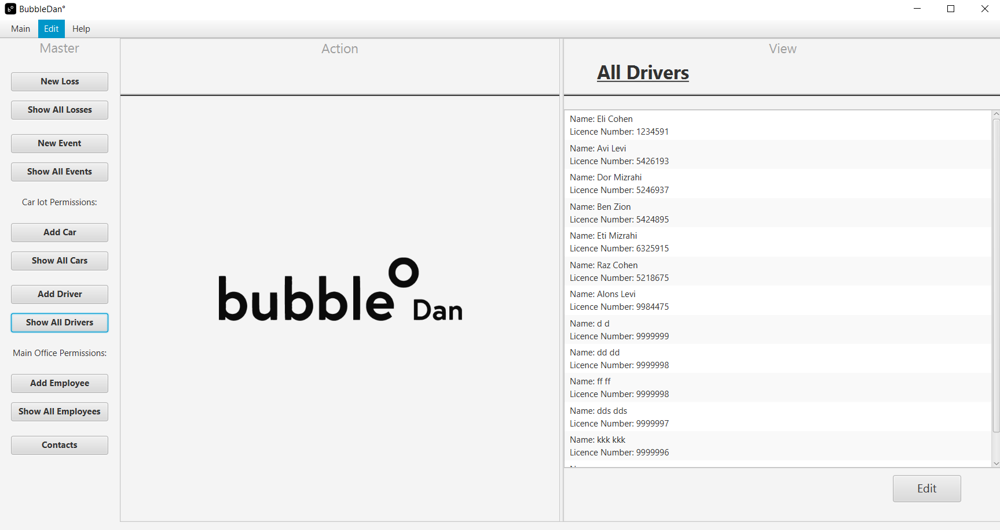 BubbleDan°
Main Edit Help
Master
New Loss
Show All Losses
New Event
Show All Events
Car lot Permissions:
Add Car
Show All Cars
Add Driver
Show All Drivers
Main Office Permissions:
Add Employee
Show All Employees
Contacts
Action
bubble° Dan
View
All Drivers
Name: Eli Cohen
Licence Number: 1234591
Name: Avi Levi
Licence Number: 5426193
Name: Dor Mizrahi
Licence Number: 5246937
Name: Ben Zion
Licence Number: 5424895
Name: Eti Mizrahi
Licence Number: 6325915
Name: Raz Cohen
Licence Number: 5218675
Name: Alons Levi
Licence Number: 9984475
Name: d d
Licence Number: 9999999
Name: dd dd
Licence Number: 9999998
Name: ff ff
Licence Number: 9999998
Name: dds dds
Licence Number: 9999997
Name: kkk kkk
Licence Number: 9999996
Edit